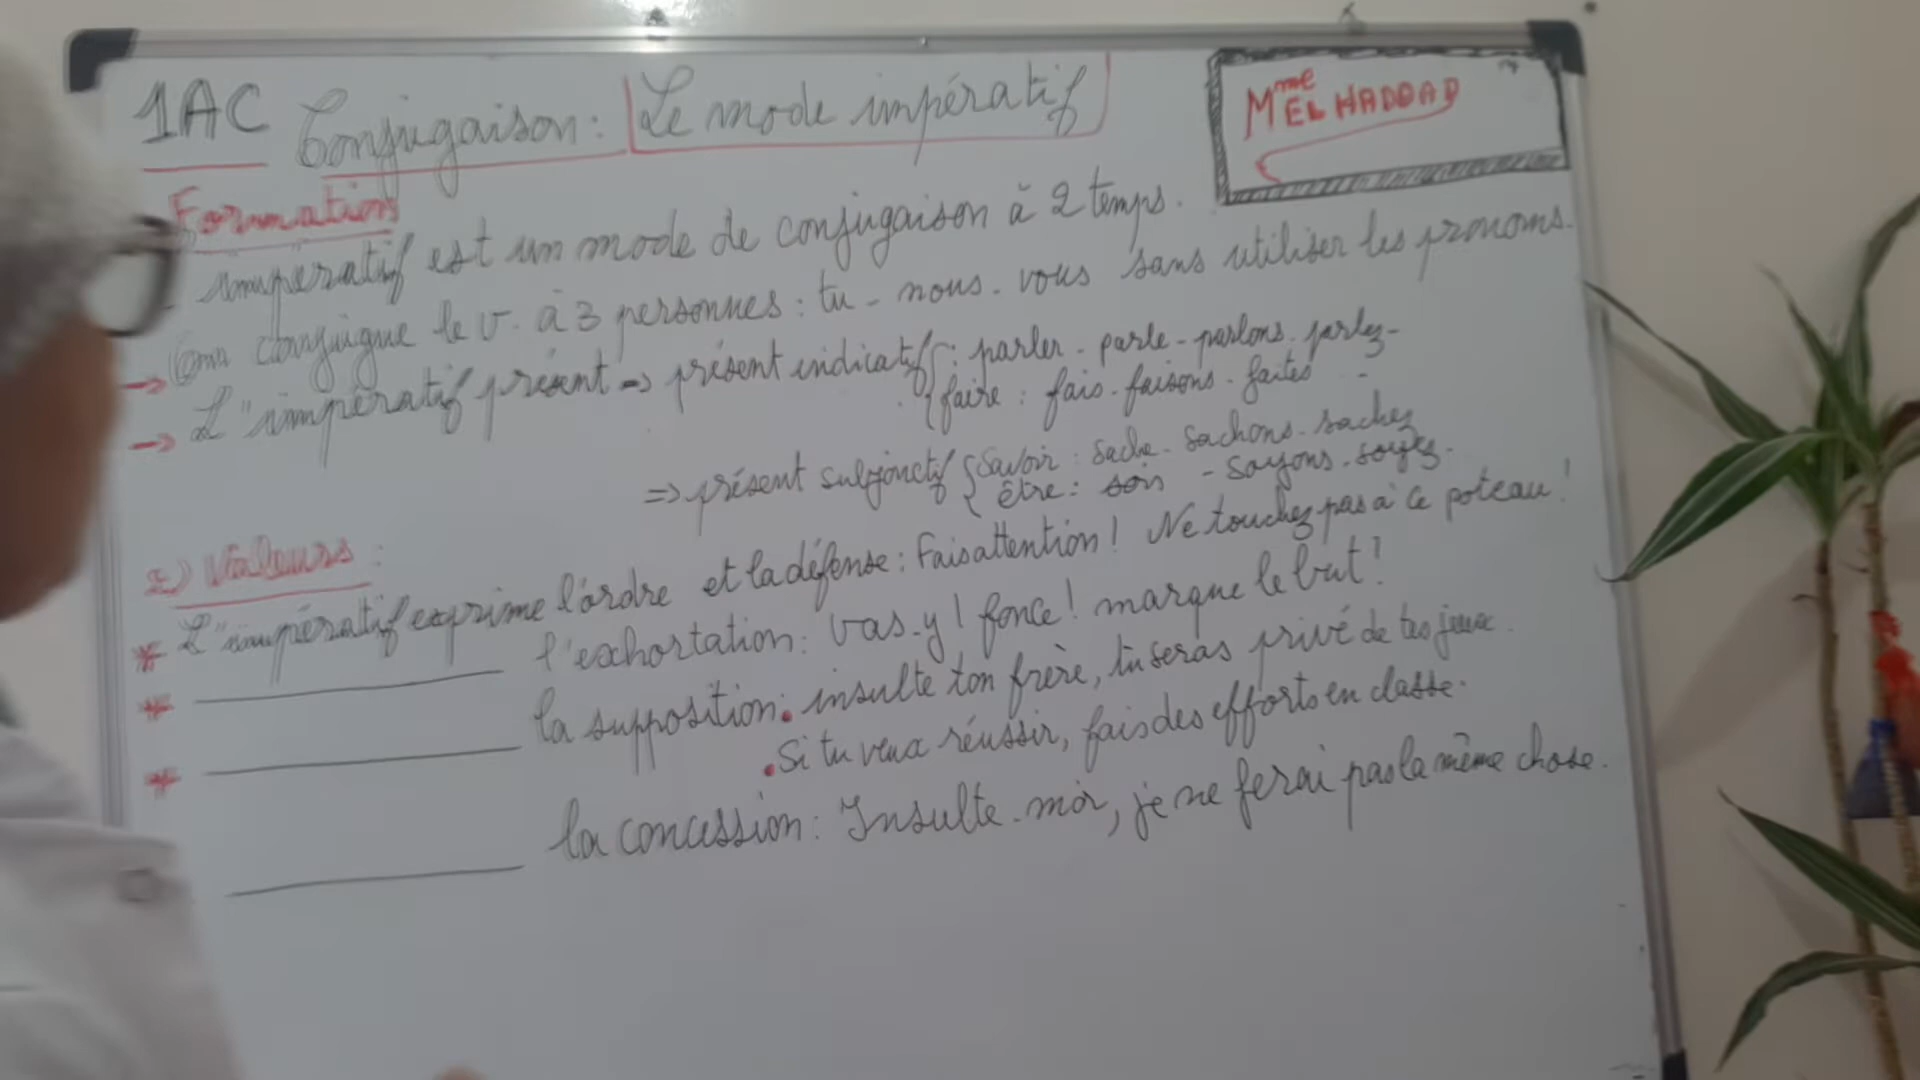 1AC Conjugaison : Le mode impératif
Mme EL HADDAD
Formation
impératif est un mode de conjugaison à 2 temps.
On conjugue le v. à 3 personnes : tu - nous - vous sans utiliser les pronoms.
→ L'impératif présent => présent indicatif { : parler - parle - parlons - parlez -
{ faire : fais - faisons - faites -
=> présent subjonctif { Savoir : sache - sachons - sachez
{ être : sois - soyons - soyez.
2) Valeurs :
* L'impératif exprime l'ordre et la défense : Fais attention ! Ne touchez pas à ce poteau !
* ______ l'exhortation : Vas-y ! fonce ! marque le but !
* ______ la supposition : insulte ton frère, tu seras privé de tes jeux.
. Si tu veux réussir, fais des efforts en classe.
______ la concession : Insulte-moi, je ne ferai pas la même chose.